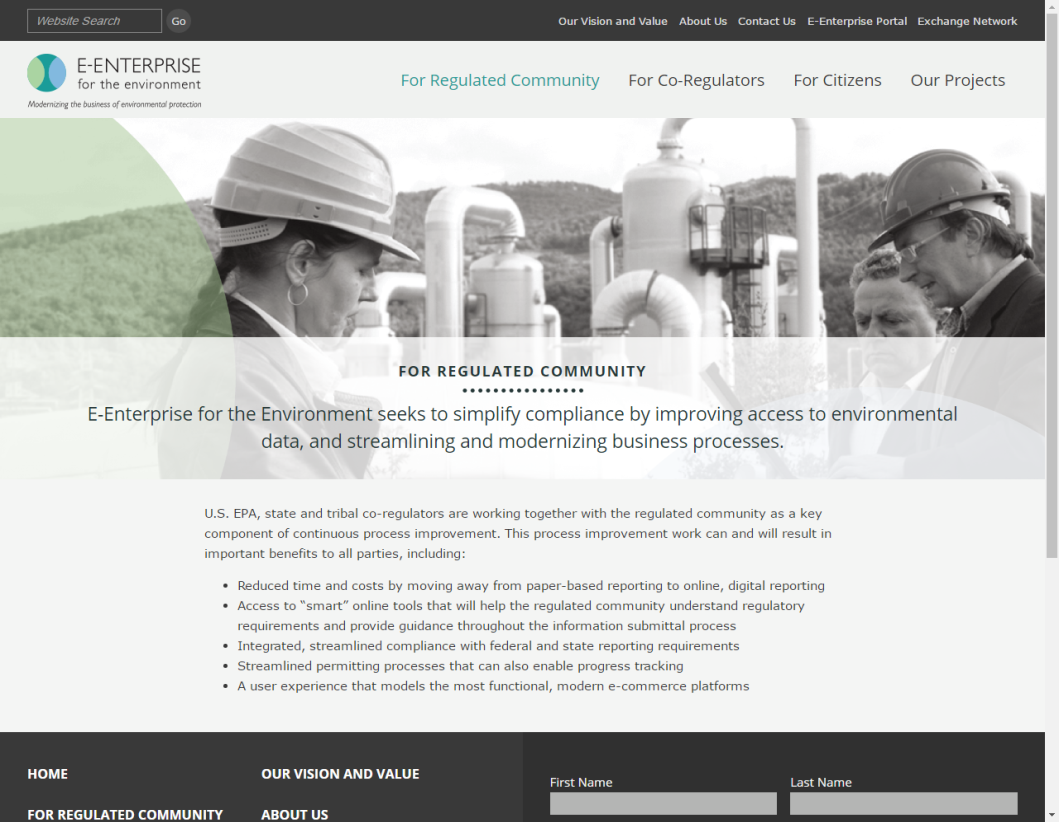 Website Search
Go
Our Vision and Value About Us Contact Us E-Enterprise Portal Exchange Network
E-ENTERPRISE
for the environment
Modernizing the business of environmental protection
For Regulated Community For Co-Regulators For Citizens Our Projects
FOR REGULATED COMMUNITY
E-Enterprise for the Environment seeks to simplify compliance by improving access to environmental
data, and streamlining and modernizing business processes.
U.S. EPA, state and tribal co-regulators are working together with the regulated community as a key
component of continuous process improvement. This process improvement work can and will result in
important benefits to all parties, including:
• Reduced time and costs by moving away from paper-based reporting to online, digital reporting
• Access to “smart” online tools that will help the regulated community understand regulatory
requirements and provide guidance throughout the information submittal process
• Integrated, streamlined compliance with federal and state reporting requirements
• Streamlined permitting processes that can also enable progress tracking
• A user experience that models the most functional, modern e-commerce platforms
HOME
OUR VISION AND VALUE
First Name
Last Name
FOR REGULATED COMMUNITY
ABOUT US